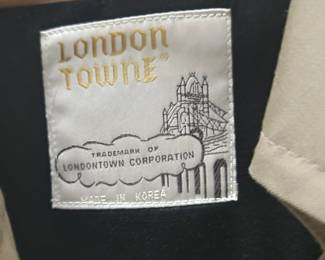 LONDON
TOWNE®
TRADEMARK OF
LONDONTOWN CORPORATION
MADE IN KOREA